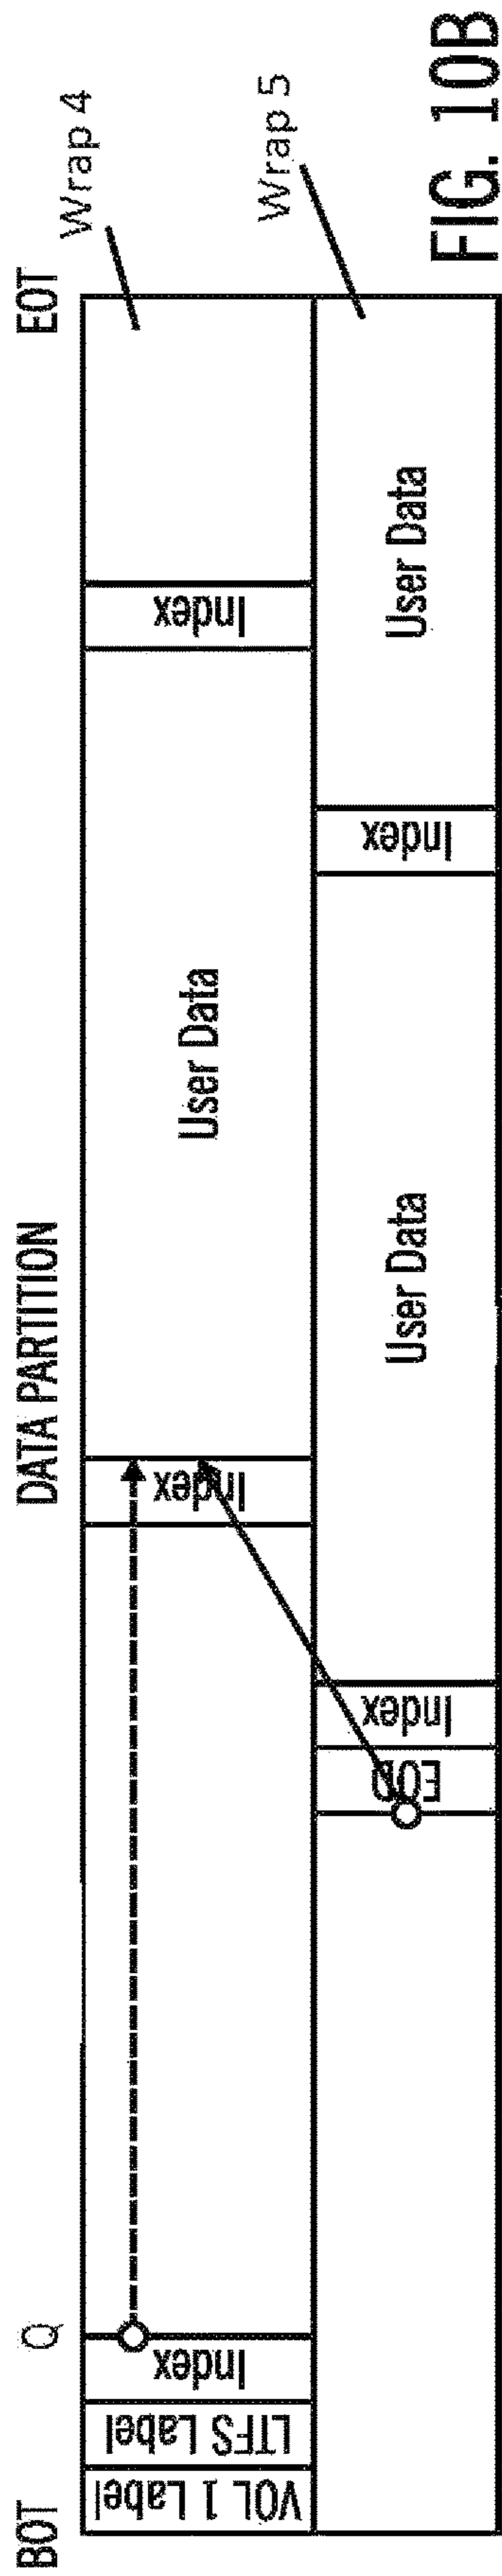 DATA PARTITION
BOT
Q
EOT
Wrap 4
VOL 1 Label
LTFS Label
Index
Index
User Data
Index
Wrap 5
EOD
Index
User Data
Index
User Data
FIG. 10B